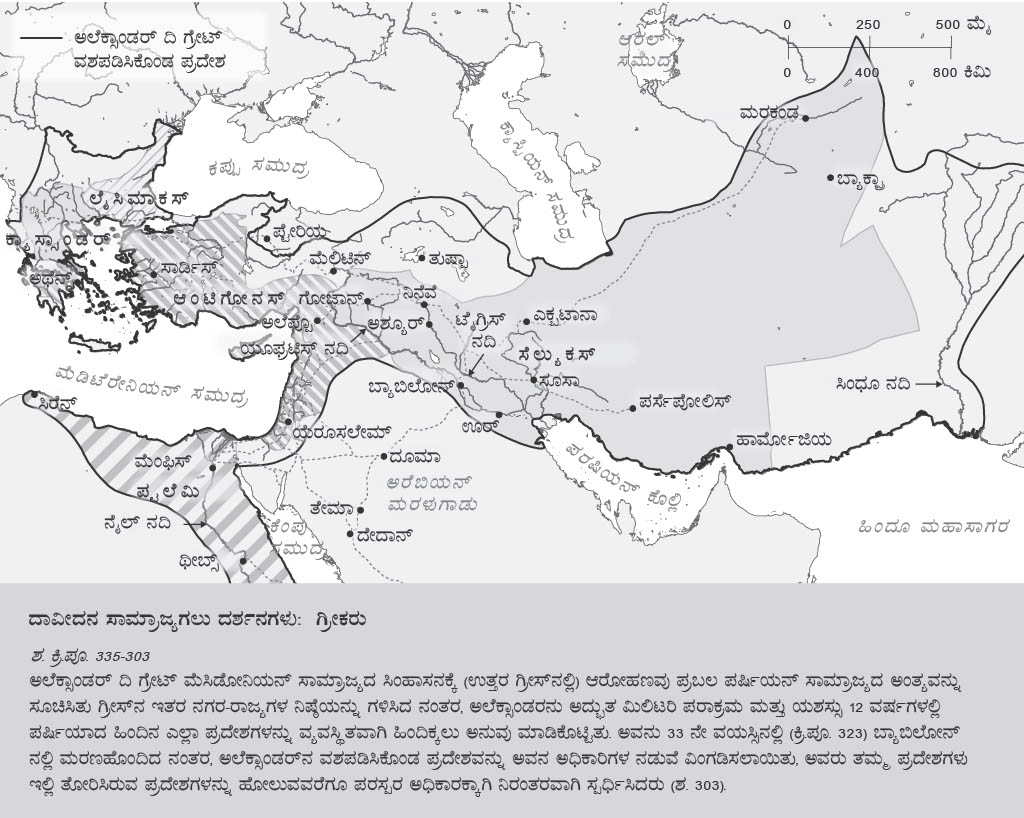 ಅಲೆಕ್ಸಾಂಡರ್ ದಿ ಗ್ರೇಟ್
ವಶಪಡಿಸಿಕೊಂಡ ಪ್ರದೇಶ
0 250 500 ಮೈ
0 400 800 ಕಿಮಿ
ಆರೆಲ್
ಸಮುದ್ರ
ಮರಕಂಡ
ಕಪ್ಪು ಸಮುದ್ರ
ಕ್ಯಾಸ್ಪಿಯನ್ ಸಮುದ್ರ
ಬ್ಯಾಕ್ಟ್ರಾ
ಲೈಸಿಮಾಕಸ್
ಕ್ಯಾಸ್ಸಾಂಡರ್
ಪ್ಟೇರಿಯ
ಮೆಲಿಟಿನ್
ತುಷ್ಪಾ
ಸಾರ್ಡಿಸ್
ಅಥೆನ್ಸ್
ಆಂಟಿಗೋನಸ್
ಗೋಜಾನ್
ನಿನೆವೆ
ಅಲೆಪ್ಪೊ
ಅಶ್ಯೂರ್
ಟೈಗ್ರಿಸ್
ನದಿ
ಎಕ್ಬಟಾನಾ
ಯೂಫ್ರಟಿಸ್ ನದಿ
ಸೆಲ್ಯುಕಸ್
ಮೆಡಿಟೆರೇನಿಯನ್ ಸಮುದ್ರ
ಬ್ಯಾಬಿಲೋನ್
ಸೂಸಾ
ಸಿಂಧೂ ನದಿ
ಸಿರೆನ್
ಪರ್ಸೆಪೋಲಿಸ್
ಯೆರೂಸಲೇಮ್
ಊರ್
ಹಾರ್ಮೋಜಿಯ
ಮೆಂಫಿಸ್
ದೂಮಾ
ಪರ್ಷಿಯನ್ ಕೊಲ್ಲಿ
ಪ್ಟಲೆಮಿ
ಅರೆಬಿಯನ್
ಮರಳುಗಾಡು
ತೇಮಾ
ನೈಲ್ ನದಿ
ಕೆಂಪು
ಸಮುದ್ರ
ದೇದಾನ್
ಹಿಂದೂ ಮಹಾಸಾಗರ
ಥೀಬ್ಸ್
ದಾವೀದನ ಸಾಮ್ರಾಜ್ಯಗಲು ದರ್ಶನಗಳು: ಗ್ರೀಕರು
ಶ. ಕ್ರಿ.ಪೂ. 335-303
ಅಲೆಕ್ಸಾಂಡರ್ ದಿ ಗ್ರೇಟ್ ಮೆಸಿಡೋನಿಯನ್ ಸಾಮ್ರಾಜ್ಯದ ಸಿಂಹಾಸನಕ್ಕೆ (ಉತ್ತರ ಗ್ರೀಸ್‌ನಲ್ಲಿ) ಆರೋಹಣವು ಪ್ರಬಲ ಪರ್ಷಿಯನ್ ಸಾಮ್ರಾಜ್ಯದ ಅಂತ್ಯವನ್ನು
ಸೂಚಿಸಿತು ಗ್ರೀಸ್‌ನ ಇತರ ನಗರ-ರಾಜ್ಯಗಳ ನಿಷ್ಠೆಯನ್ನು ಗಳಿಸಿದ ನಂತರ, ಅಲೆಕ್ಸಾಂಡರನು ಅದ್ಭುತ ಮಿಲಿಟರಿ ಪರಾಕ್ರಮ ಮತ್ತು ಯಶಸ್ಸು 12 ವರ್ಷಗಳಲ್ಲಿ
ಪರ್ಷಿಯಾದ ಹಿಂದಿನ ಎಲ್ಲಾ ಪ್ರದೇಶಗಳನ್ನು ವ್ಯವಸ್ಥಿತವಾಗಿ ಹಿಂದಿಕ್ಕಲು ಅನುವು ಮಾಡಿಕೊಟ್ಟಿತು. ಅವನು 33 ನೇ ವಯಸ್ಸಿನಲ್ಲಿ (ಕ್ರಿ.ಪೂ. 323) ಬ್ಯಾಬಿಲೋನ್
ನಲ್ಲಿ ಮರಣಹೊಂದಿದ ನಂತರ, ಅಲೆಕ್ಸಾಂಡರ್‌ನ ವಶಪಡಿಸಿಕೊಂಡ ಪ್ರದೇಶವನ್ನು ಅವನ ಅಧಿಕಾರಿಗಳ ನಡುವೆ ವಿಂಗಡಿಸಲಾಯಿತು, ಅವರು ತಮ್ಮ ಪ್ರದೇಶಗಳು
ಇಲ್ಲಿ ತೋರಿಸಿರುವ ಪ್ರದೇಶಗಳನ್ನು ಹೋಲುವವರೆಗೂ ಪರಸ್ಪರ ಅಧಿಕಾರಕ್ಕಾಗಿ ನಿರಂತರವಾಗಿ ಸ್ಪರ್ಧಿಸಿದರು (ಶ. 303).